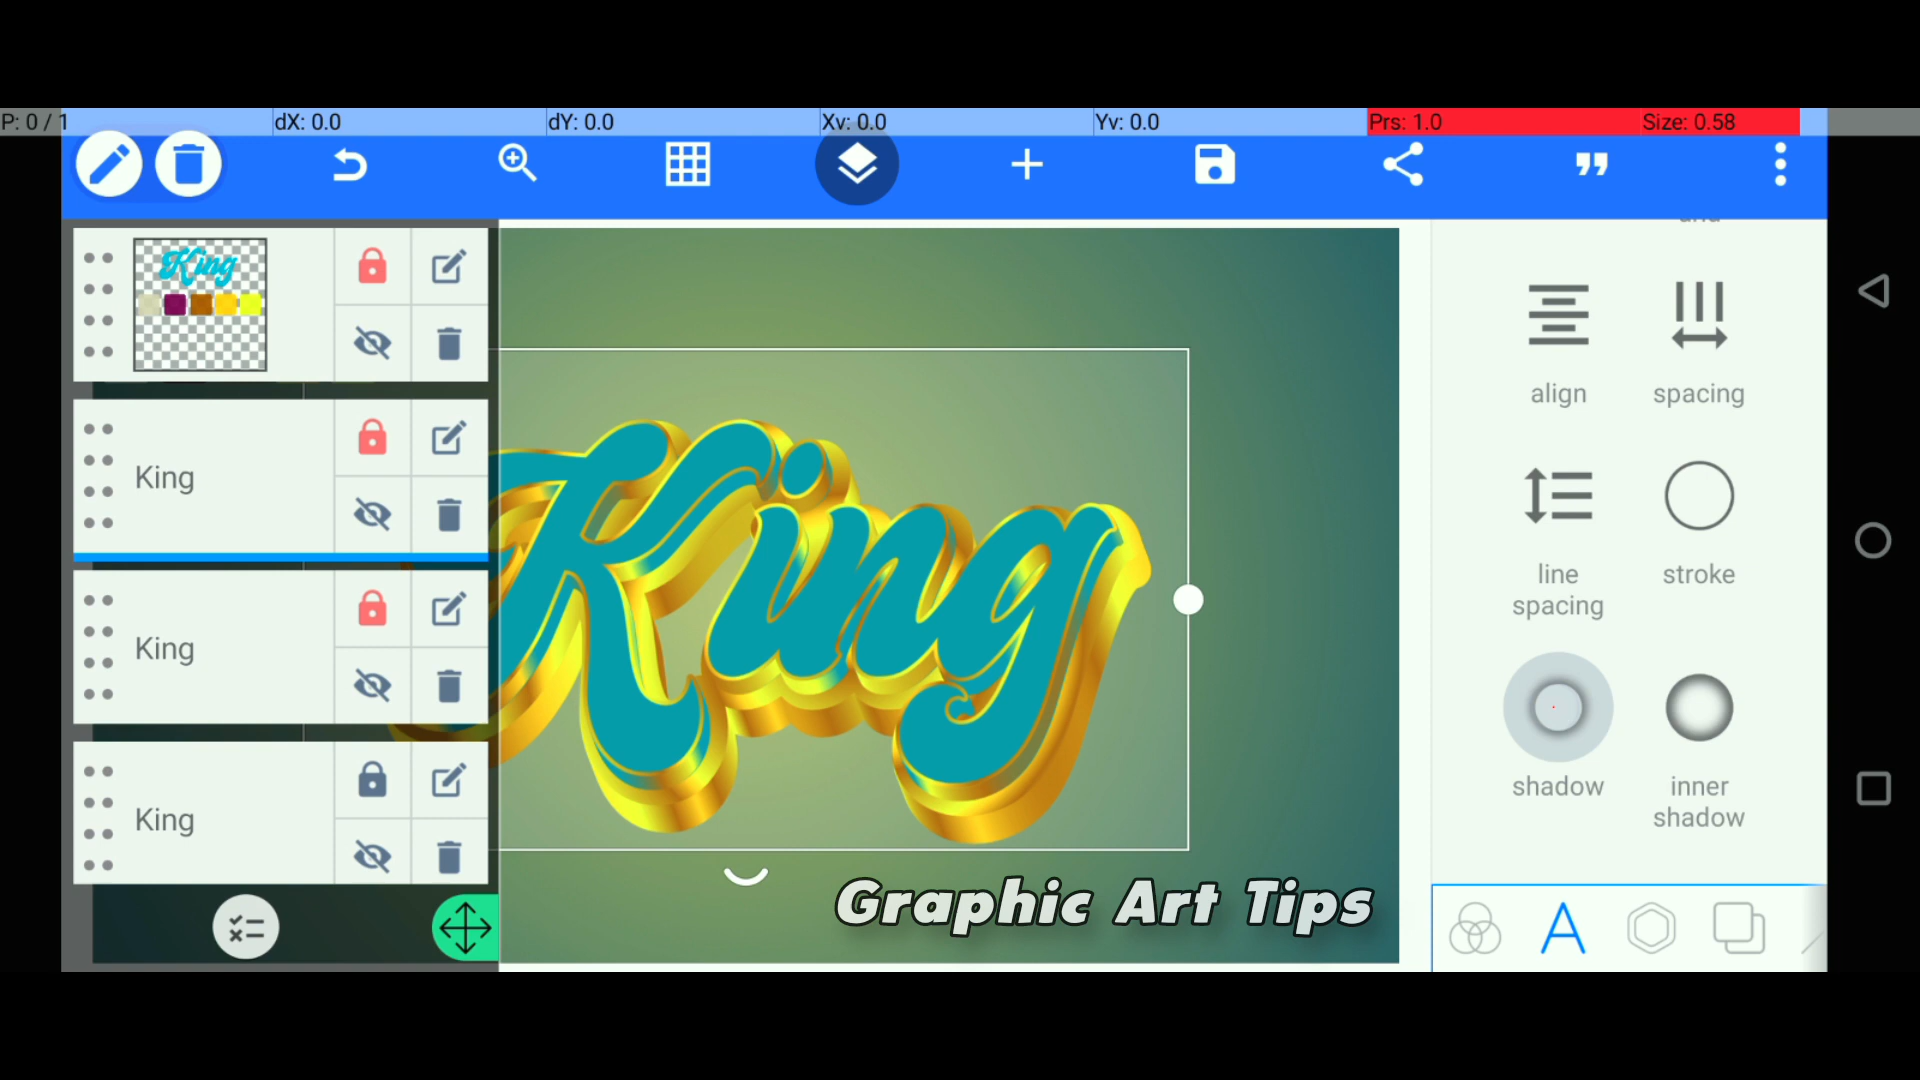 P: 0 / 1 dX: 0.0 dY: 0.0 Xv: 0.0 Yv: 0.0 Prs: 1.0 Size: 0.58
King
King
King
King
King
align
spacing
line
spacing
stroke
shadow
inner
shadow
Graphic Art Tips